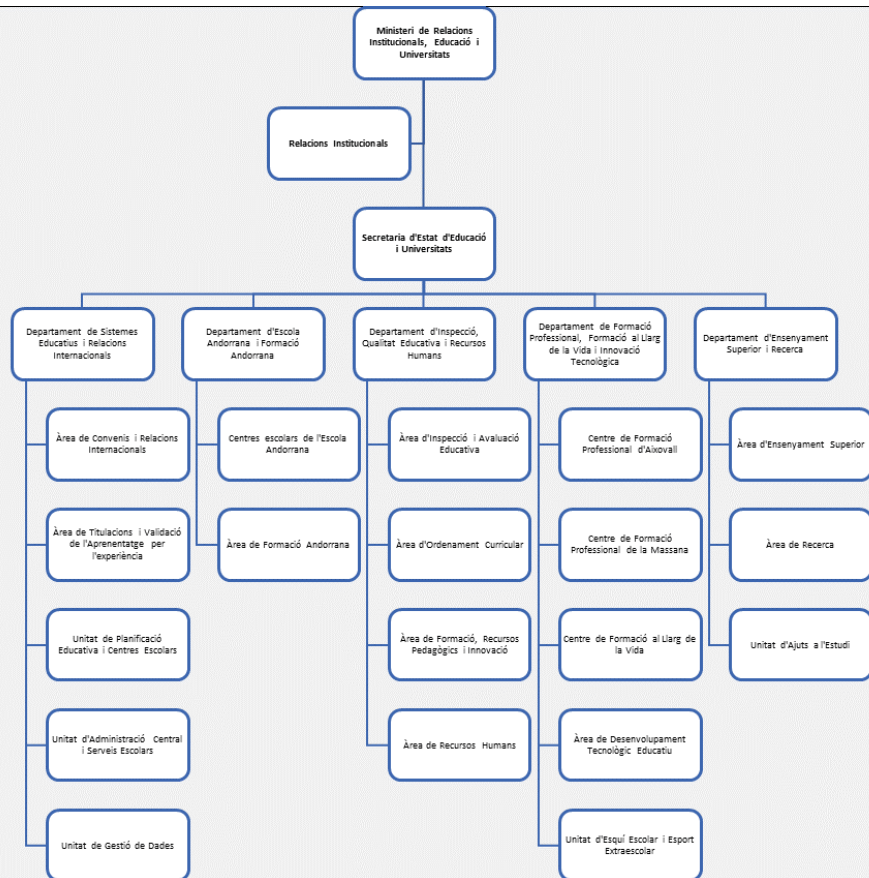 Ministeri de Relacions
Institucionals, Educació i
Universitats
Relacions Institucionals
Secretaria d'Estat d'Educació
i Universitats
Departament de Sistemes
Educatius i Relacions
Internacionals
Departament d'Escola
Andorrana i Formació
Andorrana
Departament d'Inspecció,
Qualitat Educativa i Recursos
Humans
Departament de Formació
Professional, Formació al Llarg
de la Vida i Innovació
Tecnològica
Departament d'Ensenyament
Superior i Recerca
Àrea de Convenis i Relacions
Internacionals
Àrea de Titulacions i Validació
de l'Aprenentatge per
l'experiència
Unitat de Planificació
Educativa i Centres Escolars
Unitat d'Administració Central
i Serveis Escolars
Unitat de Gestió de Dades
Centres escolars de l'Escola
Andorrana
Àrea de Formació Andorrana
Àrea d'Inspecció i Avaluació
Educativa
Àrea d'Ordenament Curricular
Àrea de Formació, Recursos
Pedagògics i Innovació
Àrea de Recursos Humans
Centre de Formació
Professional d'Aixovall
Centre de Formació
Professional de la Massana
Centre de Formació al Llarg de
la Vida
Àrea de Desenvolupament
Tecnològic Educatiu
Unitat d'Esquí Escolar i Esport
Extraescolar
Àrea d'Ensenyament Superior
Àrea de Recerca
Unitat d'Ajuts a l'Estudi